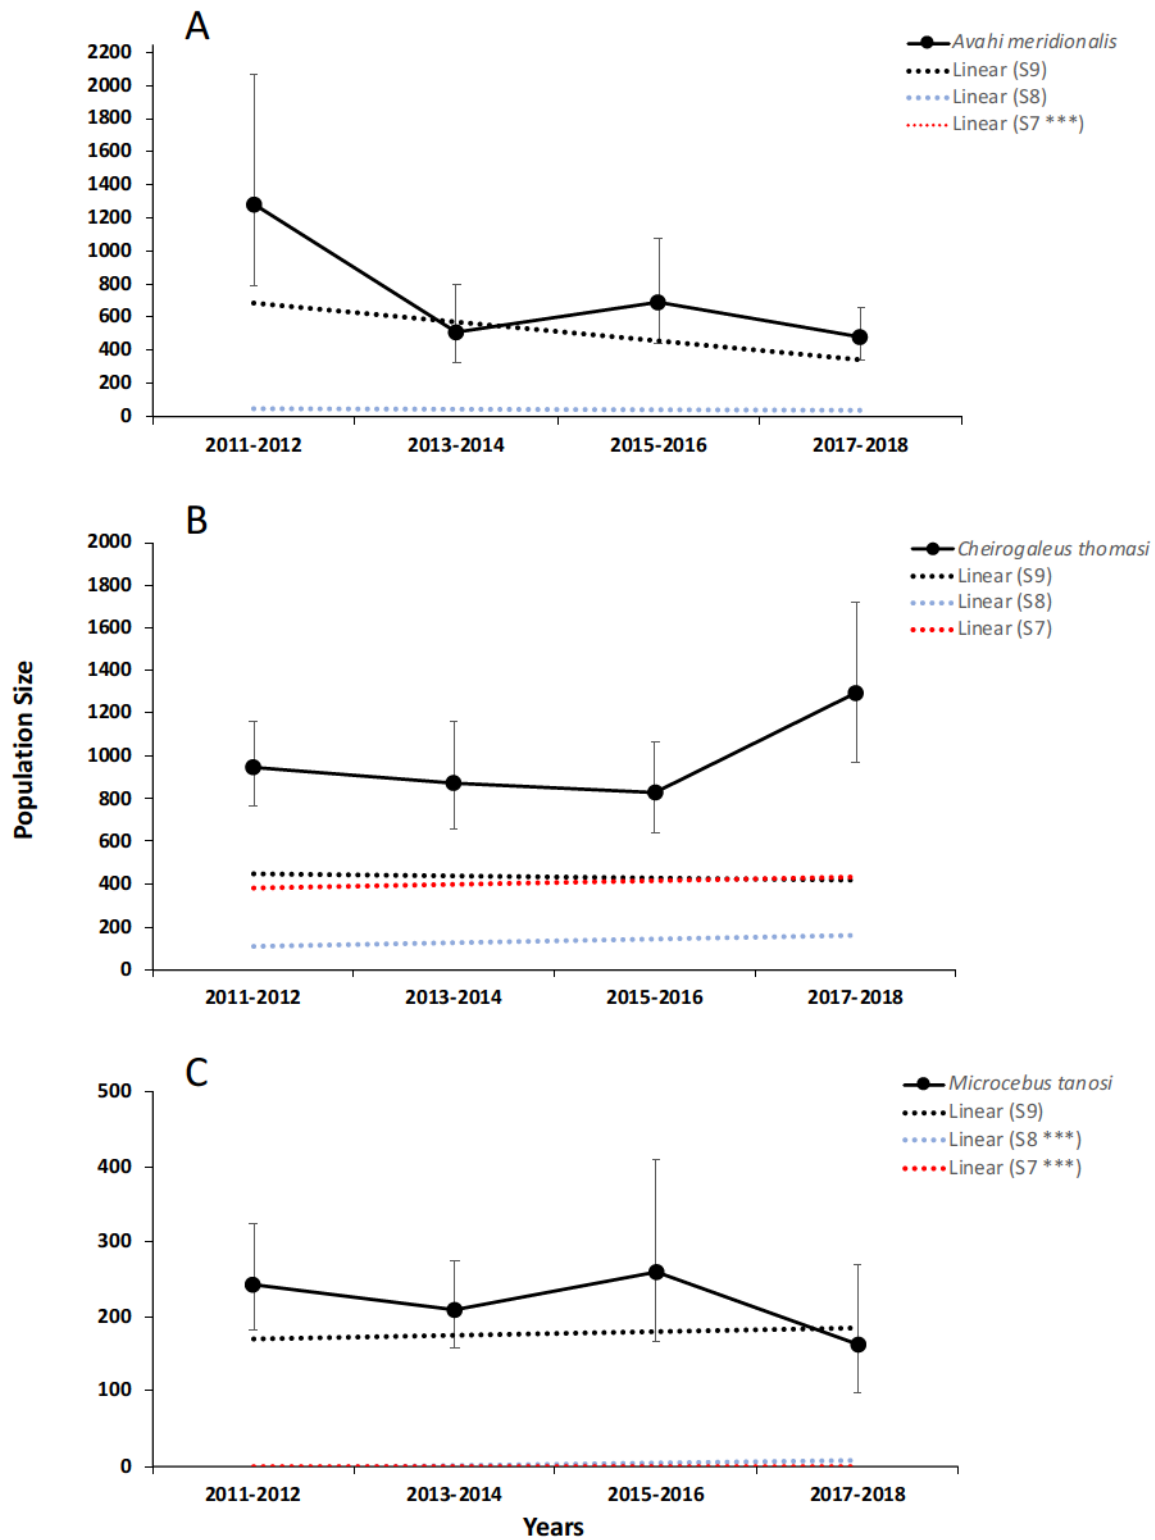 A
Avahi meridionalis
Linear (S9)
Linear (S8)
Linear (S7 ***)
2200
2000
1800
1600
1400
1200
1000
800
600
400
200
0
2011-2012 2013-2014 2015-2016 2017-2018
B
Cheirogaleus thomasi
Linear (S9)
Linear (S8)
Linear (S7)
2000
1800
1600
1400
1200
1000
800
600
400
200
0
2011-2012 2013-2014 2015-2016 2017-2018
Population Size
C
Microcebus tanosi
Linear (S9)
Linear (S8 ***)
Linear (S7 ***)
500
400
300
200
100
0
2011-2012 2013-2014 2015-2016 2017-2018
Years